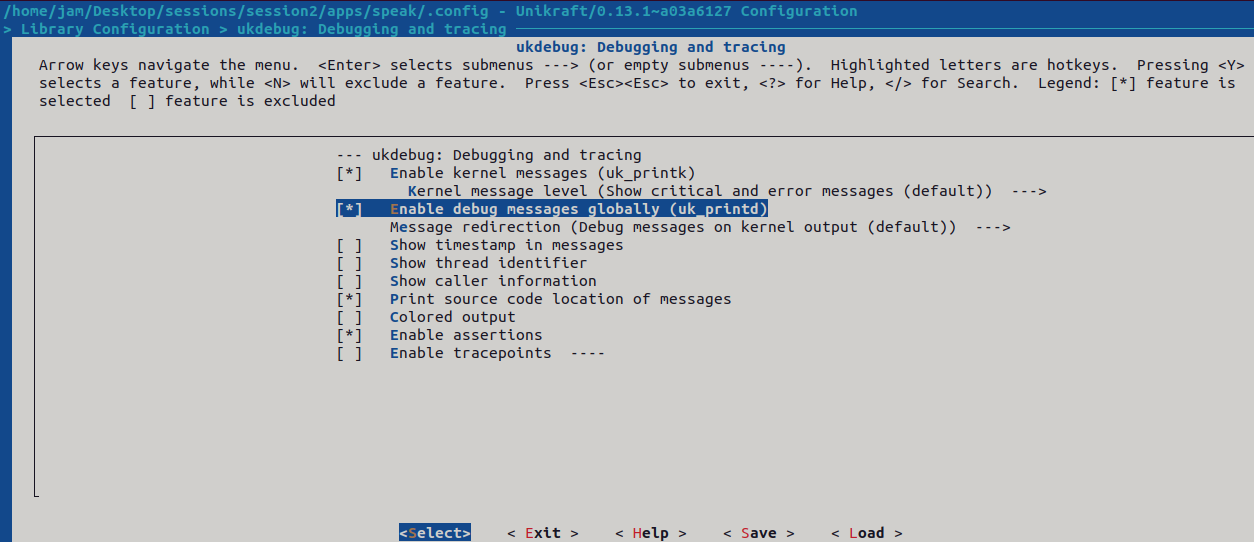 /home/jam/Desktop/sessions/session2/apps/speak/.config - Unikraft/0.13.1~a03a6127 Configuration
> Library Configuration > ukdebug: Debugging and tracing
ukdebug: Debugging and tracing
Arrow keys navigate the menu.  <Enter> selects submenus ---> (or empty submenus ----).  Highlighted letters are hotkeys.  Pressing <Y>
selects a feature, while <N> will exclude a feature.  Press <Esc><Esc> to exit, <?> for Help, </> for Search.  Legend: [*] feature is
selected  [ ] feature is excluded
--- ukdebug: Debugging and tracing
[*]   Enable kernel messages (uk_printk)
Kernel message level (Show critical and error messages (default))  --->
[*]   Enable debug messages globally (uk_printd)
Message redirection (Debug messages on kernel output (default))  --->
[ ]   Show timestamp in messages
[ ]   Show thread identifier
[ ]   Show caller information
[*]   Print source code location of messages
[ ]   Colored output
[*]   Enable assertions
[ ]   Enable tracepoints  ----
<Select>    < Exit >    < Help >    < Save >    < Load >